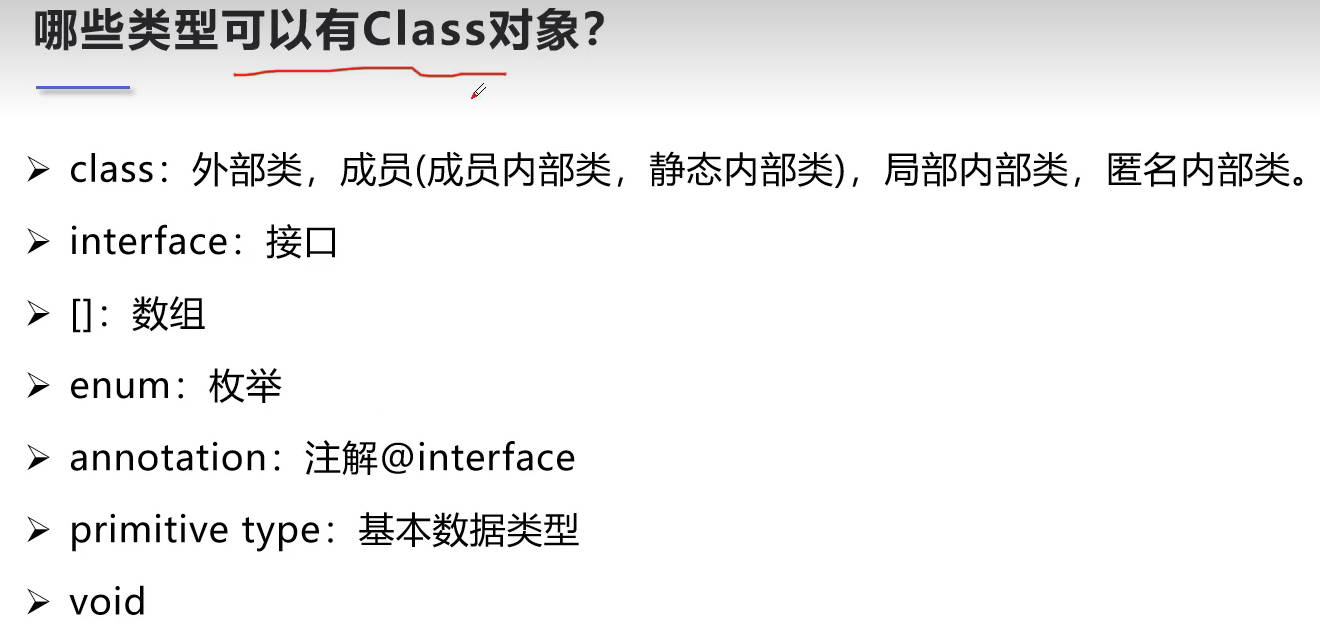 哪些类型可以有Class对象？
class：外部类，成员(成员内部类，静态内部类)，局部内部类，匿名内部类。
interface：接口
[]：数组
enum：枚举
annotation：注解@interface
primitive type：基本数据类型
void